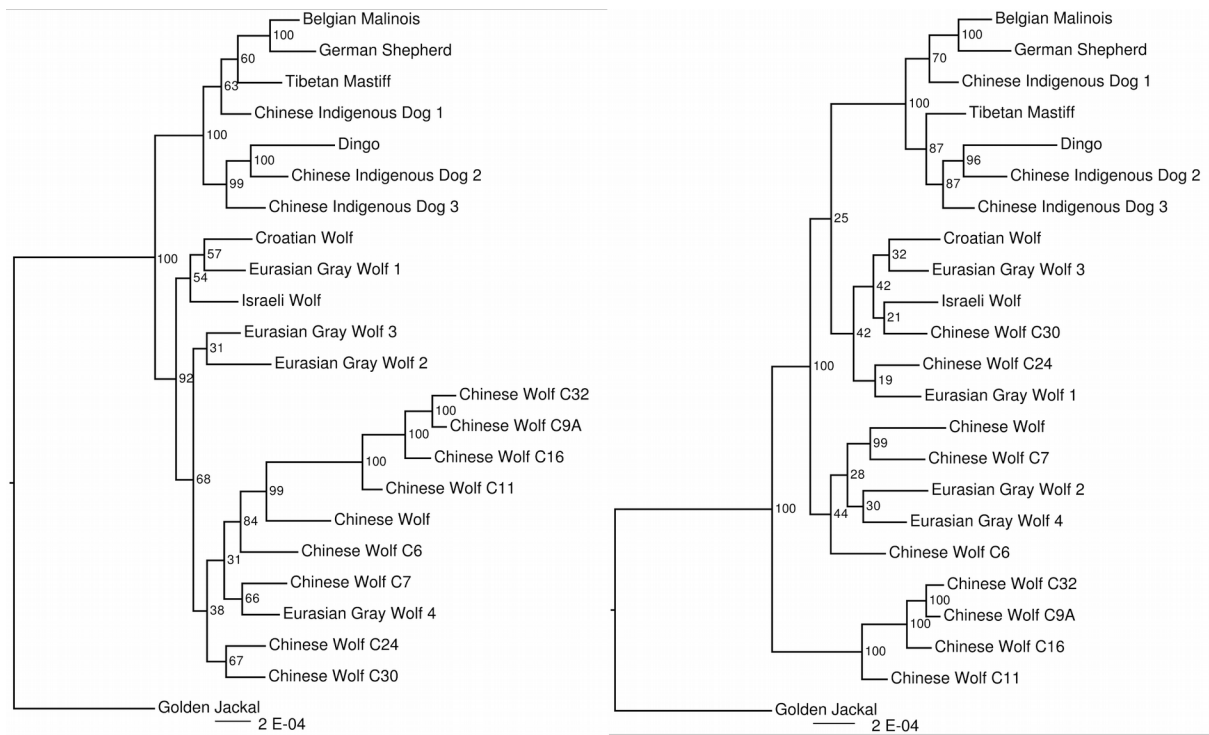 Belgian Malinois
100
German Shepherd
60
Tibetan Mastiff
63
Chinese Indigenous Dog 1
100
Dingo
100
Chinese Indigenous Dog 2
99
Chinese Indigenous Dog 3
Croatian Wolf
57
100
Eurasian Gray Wolf 1
54
Israeli Wolf
Eurasian Gray Wolf 3
31
Eurasian Gray Wolf 2
92
Chinese Wolf C32
100
Chinese Wolf C9A
100
Chinese Wolf C16
100
Chinese Wolf C11
68
99
Chinese Wolf
84
Chinese Wolf C6
31
Chinese Wolf C7
66
Eurasian Gray Wolf 4
38
Chinese Wolf C24
67
Chinese Wolf C30
Golden Jackal
2 E-04
Belgian Malinois
100
German Shepherd
70
Chinese Indigenous Dog 1
100
Tibetan Mastiff
87
Dingo
96
Chinese Indigenous Dog 2
87
Chinese Indigenous Dog 3
25
Croatian Wolf
32
Eurasian Gray Wolf 3
42
Israeli Wolf
21
Chinese Wolf C30
42
Chinese Wolf C24
100
19
Eurasian Gray Wolf 1
Chinese Wolf
99
Chinese Wolf C7
28
Eurasian Gray Wolf 2
30
44
Eurasian Gray Wolf 4
100
Chinese Wolf C6
Chinese Wolf C32
100
Chinese Wolf C9A
100
Chinese Wolf C16
100
Chinese Wolf C11
Golden Jackal
2 E-04